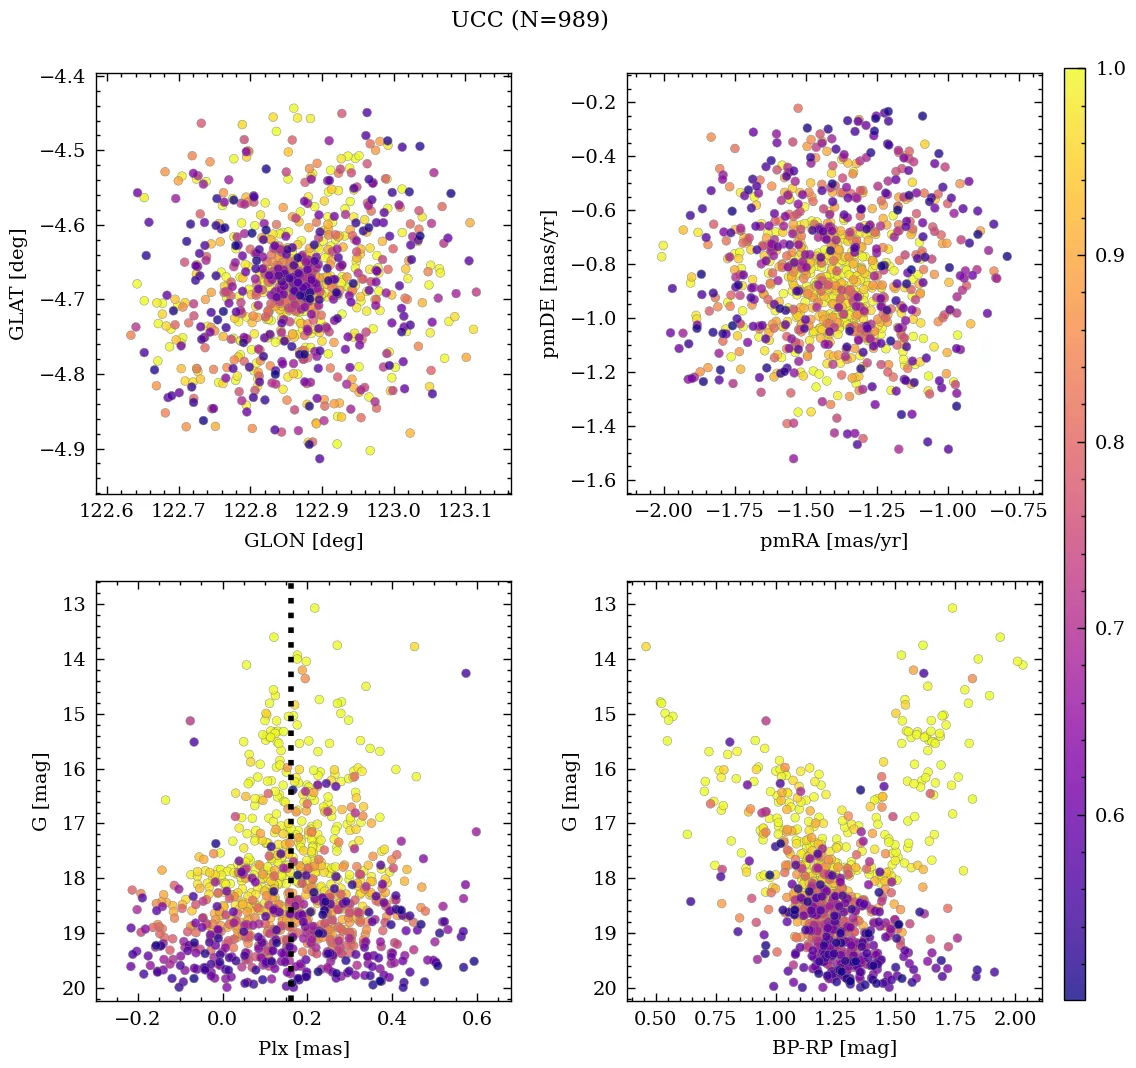 UCC (N=989)
−4.4
−4.5
−4.6
−4.7
−4.8
−4.9
GLAT [deg]
122.6 122.7 122.8 122.9 123.0 123.1
GLON [deg]
−0.2
−0.4
−0.6
−0.8
−1.0
−1.2
−1.4
−1.6
pmDE [mas/yr]
−2.00 −1.75 −1.50 −1.25 −1.00 −0.75
pmRA [mas/yr]
13
14
15
16
17
18
19
20
G [mag]
−0.2 0.0 0.2 0.4 0.6
Plx [mas]
13
14
15
16
17
18
19
20
G [mag]
0.50 0.75 1.00 1.25 1.50 1.75 2.00
BP-RP [mag]
1.0
0.9
0.8
0.7
0.6